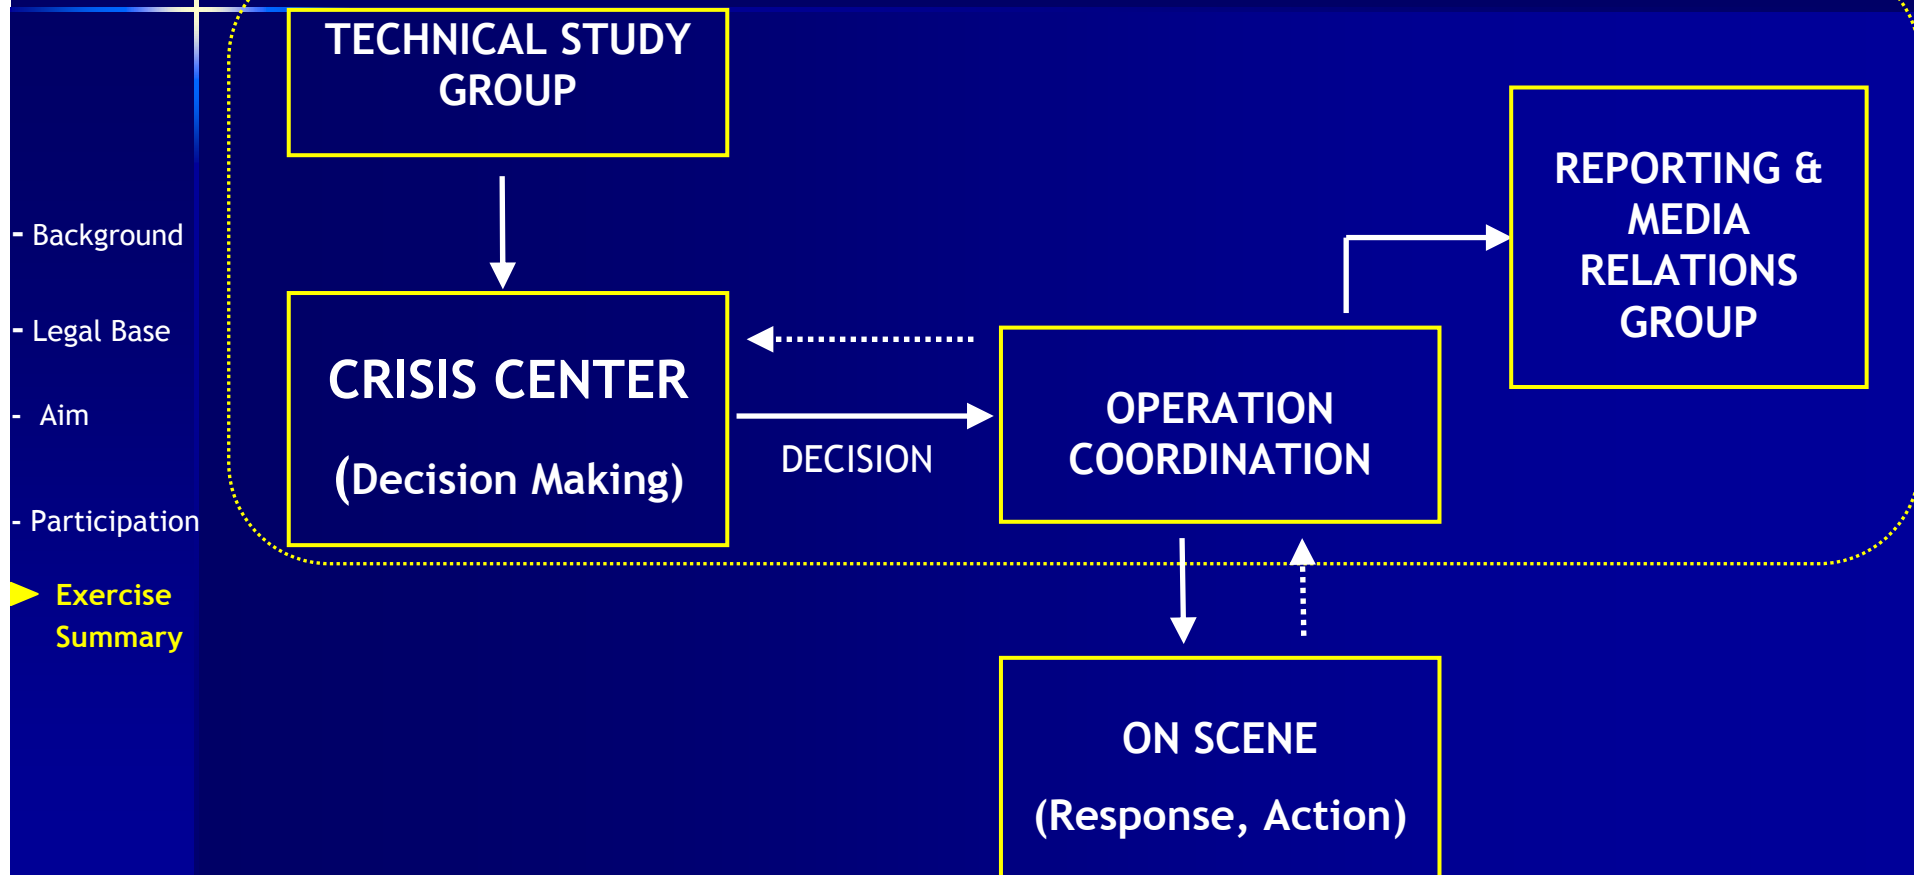 - Background
- Legal Base
- Aim
- Participation
Exercise
Summary
TECHNICAL STUDY
GROUP
CRISIS CENTER
(Decision Making)
DECISION
OPERATION
COORDINATION
REPORTING &
MEDIA
RELATIONS
GROUP
ON SCENE
(Response, Action)